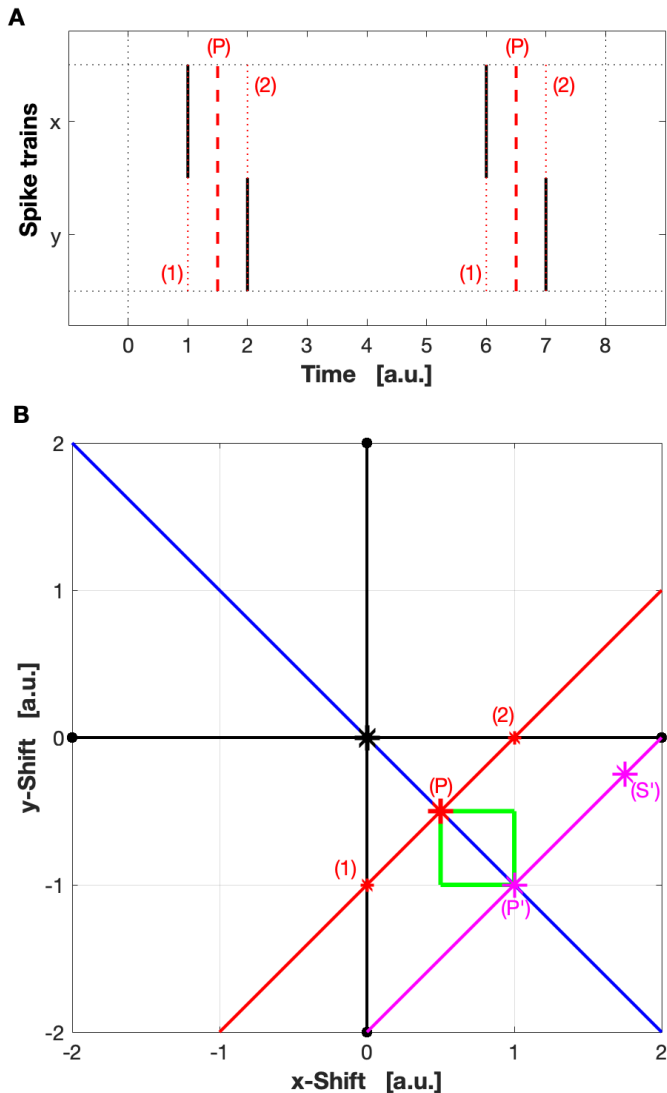 A
(P)
(P)
(2)
(2)
x
y
Spike trains
(1)
(1)
0
1
2
3
4
5
6
7
8
Time [a.u.]
B
2
1
0
-1
-2
y-Shift [a.u.]
(2)
(P)
(S')
(1)
(P')
-2
-1
0
1
2
x-Shift [a.u.]